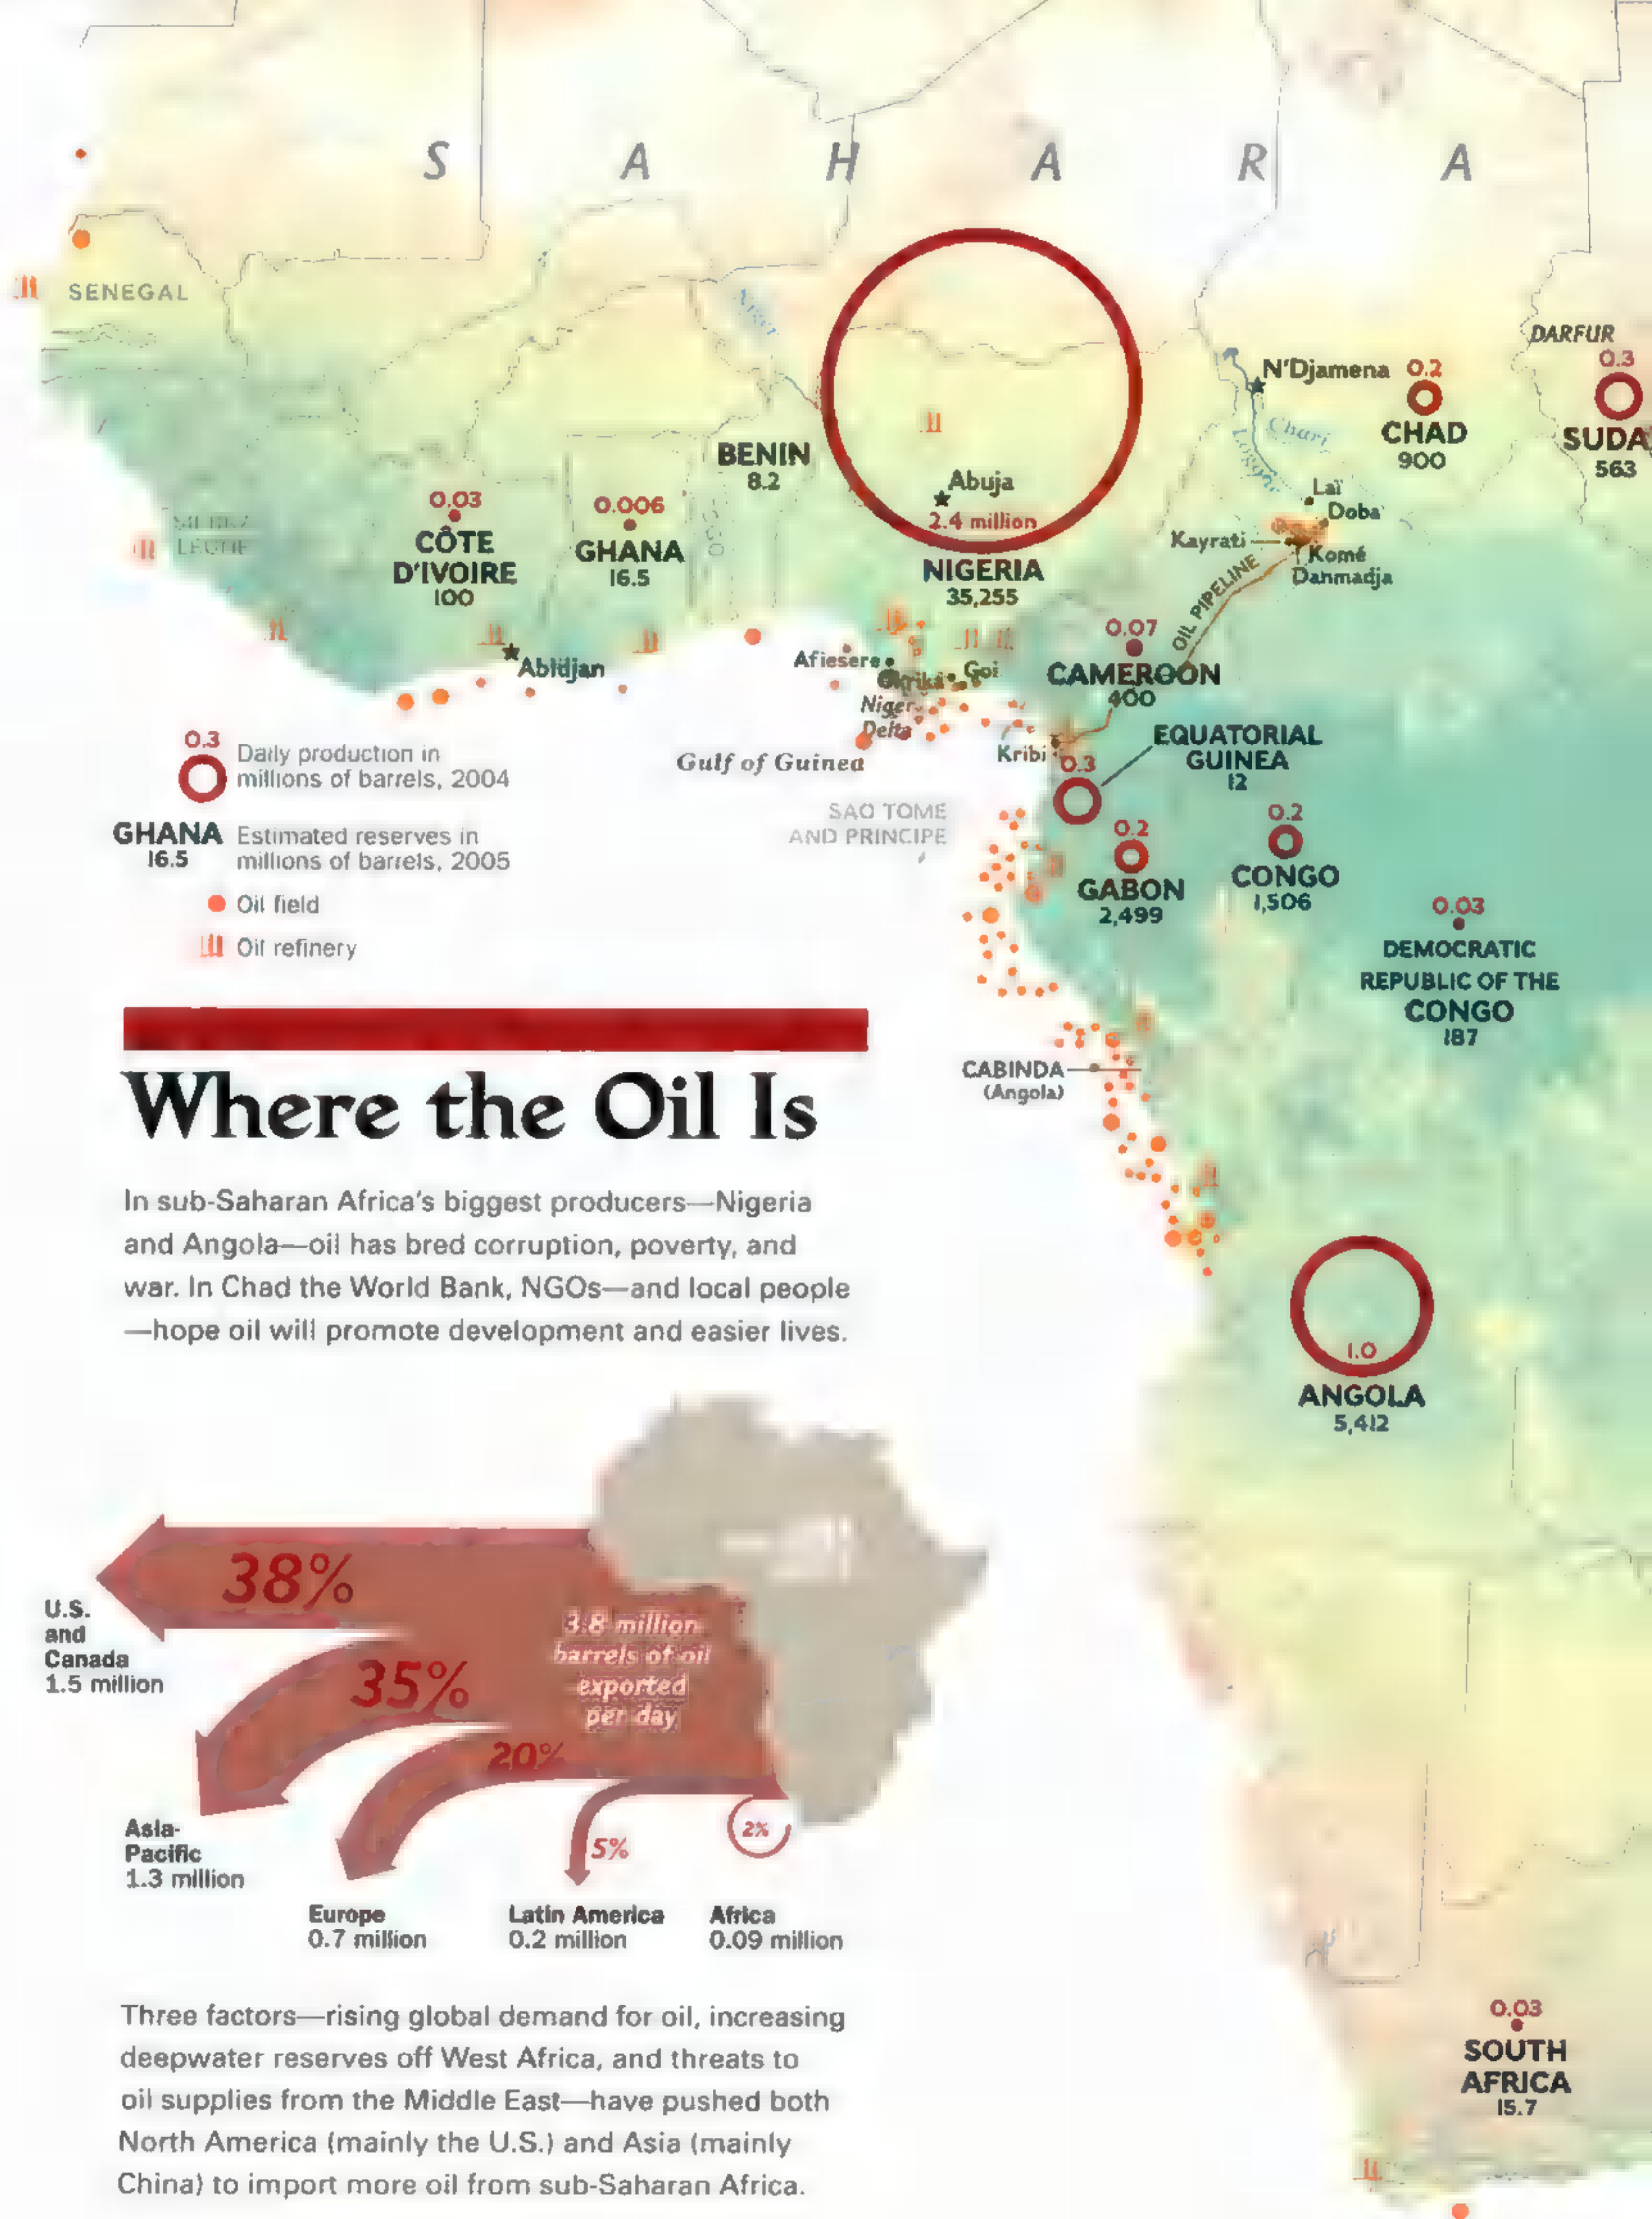 S A H A R A
SENEGAL
Niger
DARFUR
0.3
SUDA
563
N'Djamena
0.2
CHAD
900
Chari
Logone
BENIN
8.2
Abuja
2.4 million
NIGERIA
35,255
Laï
Doba
Kayrati
Komé
Danmadja
OIL PIPELINE
SIERRA
LEONE
0.03
CÔTE
D'IVOIRE
100
0.006
GHANA
16.5
TOGO
Abidjan
Afiesere
Okrika
Goi
Niger
Delta
0.07
CAMEROON
400
Gulf of Guinea
Kribi
0.3
EQUATORIAL
GUINEA
12
SAO TOME
AND PRINCIPE
0.2
GABON
2,499
0.2
CONGO
1,506
0.03
DEMOCRATIC
REPUBLIC OF THE
CONGO
187
0.3
Daily production in
millions of barrels, 2004
GHANA
16.5
Estimated reserves in
millions of barrels, 2005
Oil field
Oil refinery
CABINDA
(Angola)
Where the Oil Is
In sub-Saharan Africa's biggest producers—Nigeria
and Angola—oil has bred corruption, poverty, and
war. In Chad the World Bank, NGOs—and local people
—hope oil will promote development and easier lives.
1.0
ANGOLA
5,412
38%
U.S.
and
Canada
1.5 million
3.8 million
barrels of oil
exported
per day
35%
Asia-
Pacific
1.3 million
20%
Europe
0.7 million
5%
Latin America
0.2 million
2%
Africa
0.09 million
Three factors—rising global demand for oil, increasing
deepwater reserves off West Africa, and threats to
oil supplies from the Middle East—have pushed both
North America (mainly the U.S.) and Asia (mainly
China) to import more oil from sub-Saharan Africa.
0.03
SOUTH
AFRICA
15.7